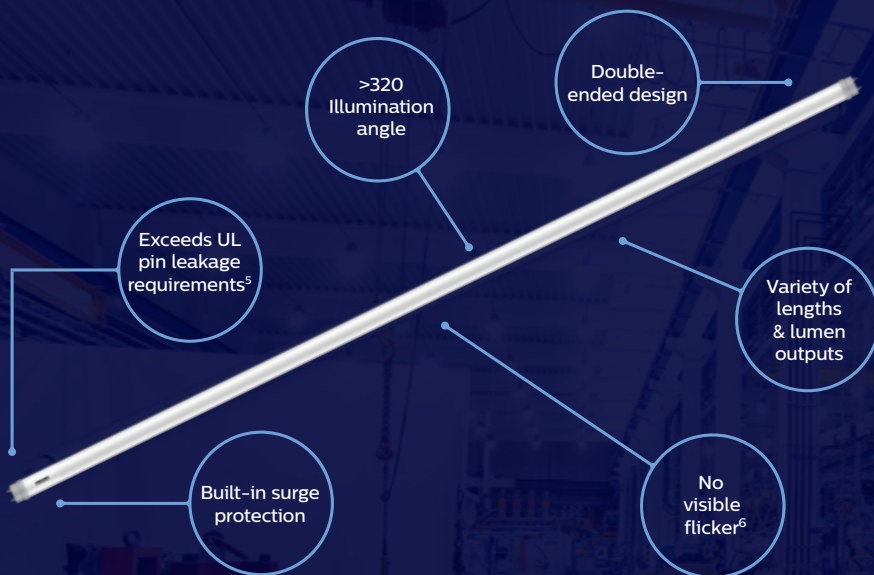 >320
Illumination
angle
Double-
ended design
Exceeds UL
pin leakage
requirements⁵
Variety of
lengths
& lumen
outputs
Built-in surge
protection
No
visible
flicker⁶